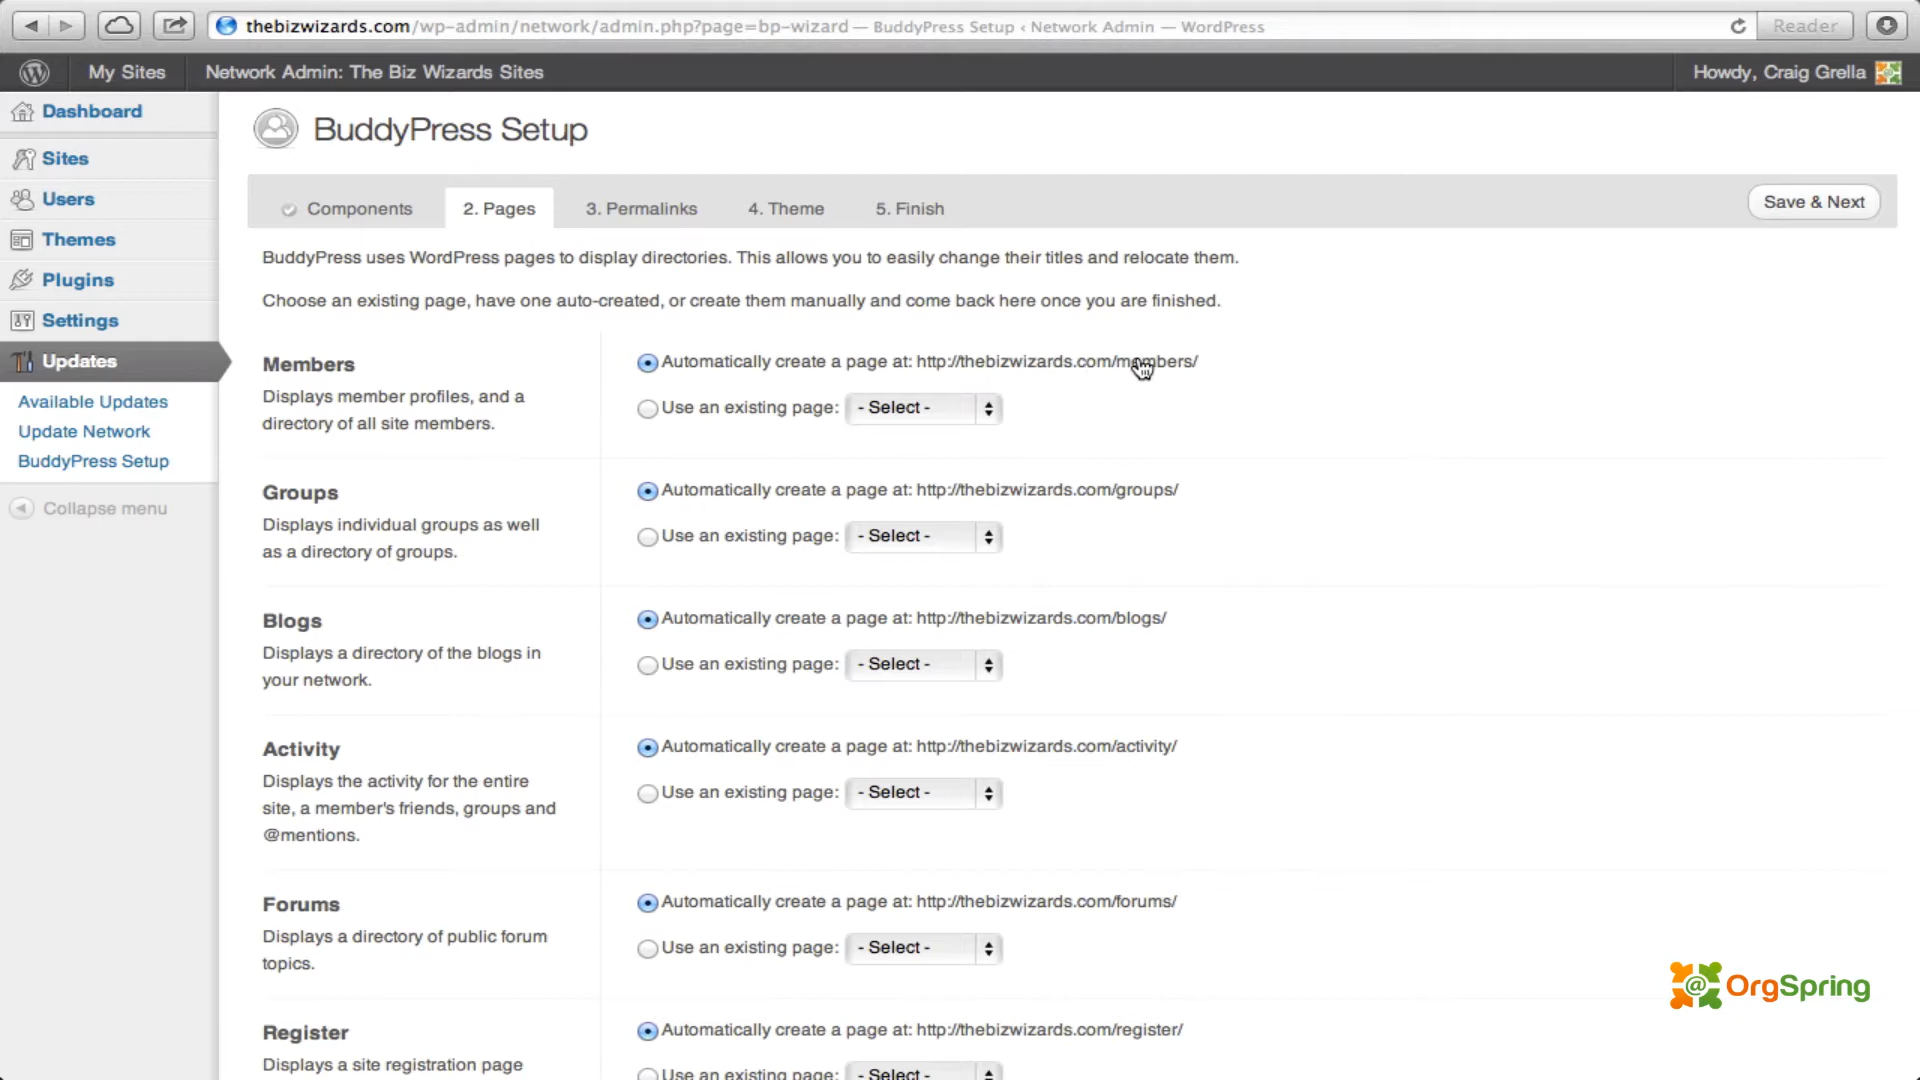 thebizwizards.com/wp-admin/network/admin.php?page=bp-wizard — BuddyPress Setup ‹ Network Admin — WordPress
Reader
My Sites
Network Admin: The Biz Wizards Sites
Howdy, Craig Grella
Dashboard
Sites
Users
Themes
Plugins
Settings
Updates
Available Updates
Update Network
BuddyPress Setup
Collapse menu
BuddyPress Setup
Components
2. Pages
3. Permalinks
4. Theme
5. Finish
Save & Next
BuddyPress uses WordPress pages to display directories. This allows you to easily change their titles and relocate them.
Choose an existing page, have one auto-created, or create them manually and come back here once you are finished.
Members
Displays member profiles, and a
directory of all site members.
Automatically create a page at: http://thebizwizards.com/members/
Use an existing page: - Select -
Groups
Displays individual groups as well
as a directory of groups.
Automatically create a page at: http://thebizwizards.com/groups/
Use an existing page: - Select -
Blogs
Displays a directory of the blogs in
your network.
Automatically create a page at: http://thebizwizards.com/blogs/
Use an existing page: - Select -
Activity
Displays the activity for the entire
site, a member's friends, groups and
@mentions.
Automatically create a page at: http://thebizwizards.com/activity/
Use an existing page: - Select -
Forums
Displays a directory of public forum
topics.
Automatically create a page at: http://thebizwizards.com/forums/
Use an existing page: - Select -
Register
Displays a site registration page
Automatically create a page at: http://thebizwizards.com/register/
Use an existing page: - Select -
@ OrgSpring